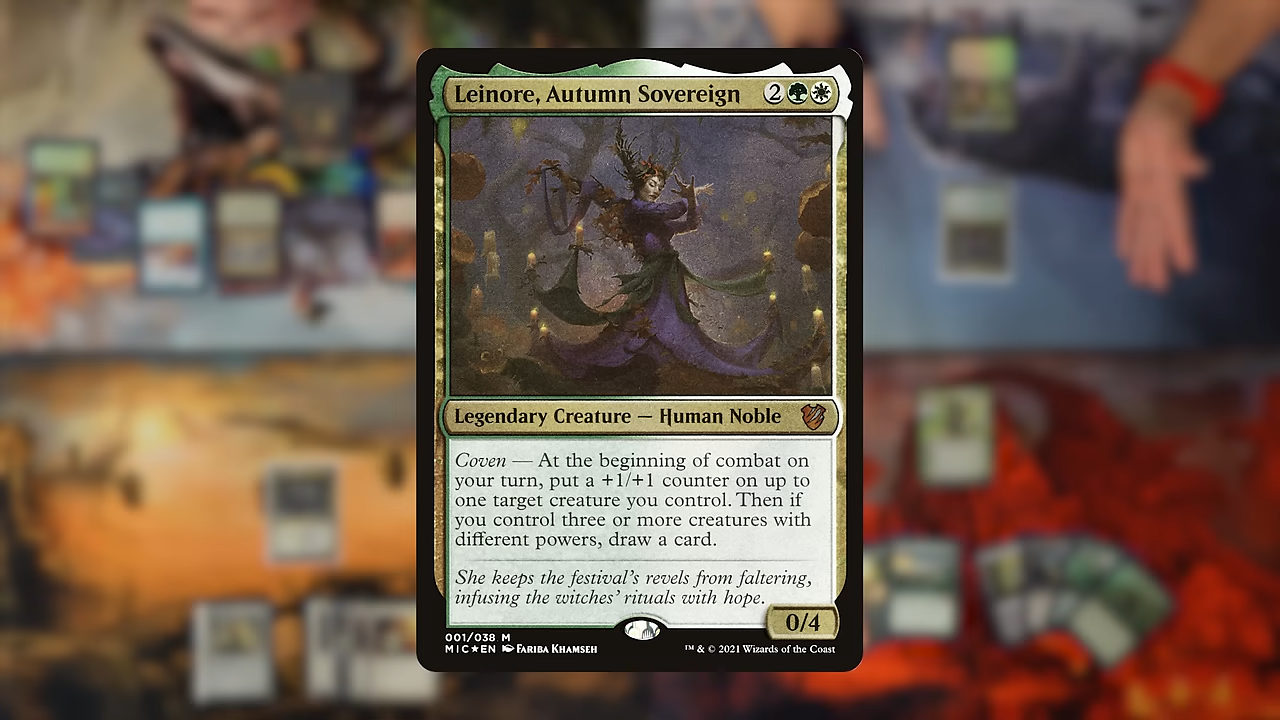 Leinore, Autumn Sovereign 2
Legendary Creature — Human Noble
Coven — At the beginning of combat on
your turn, put a +1/+1 counter on up to
one target creature you control. Then if
you control three or more creatures with
different powers, draw a card.
She keeps the festival's revels from faltering,
infusing the witches' rituals with hope.
0/4
001/038 M
MIC★EN Fariba Khamseh
™ & © 2021 Wizards of the Coast